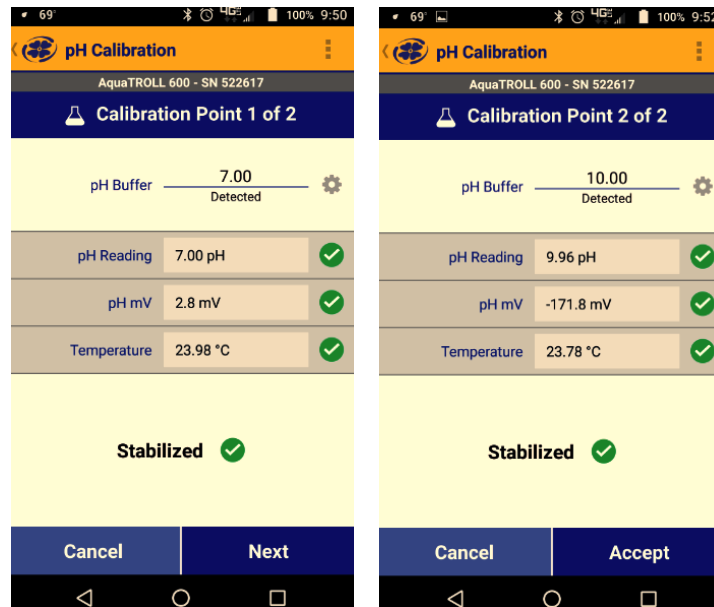 69° 4G 100% 9:50
pH Calibration
AquaTROLL 600 - SN 522617
Calibration Point 1 of 2
pH Buffer 7.00
Detected
pH Reading 7.00 pH
pH mV 2.8 mV
Temperature 23.98 °C
Stabilized
Cancel Next
69° 4G 100% 9:52
pH Calibration
AquaTROLL 600 - SN 522617
Calibration Point 2 of 2
pH Buffer 10.00
Detected
pH Reading 9.96 pH
pH mV -171.8 mV
Temperature 23.78 °C
Stabilized
Cancel Accept